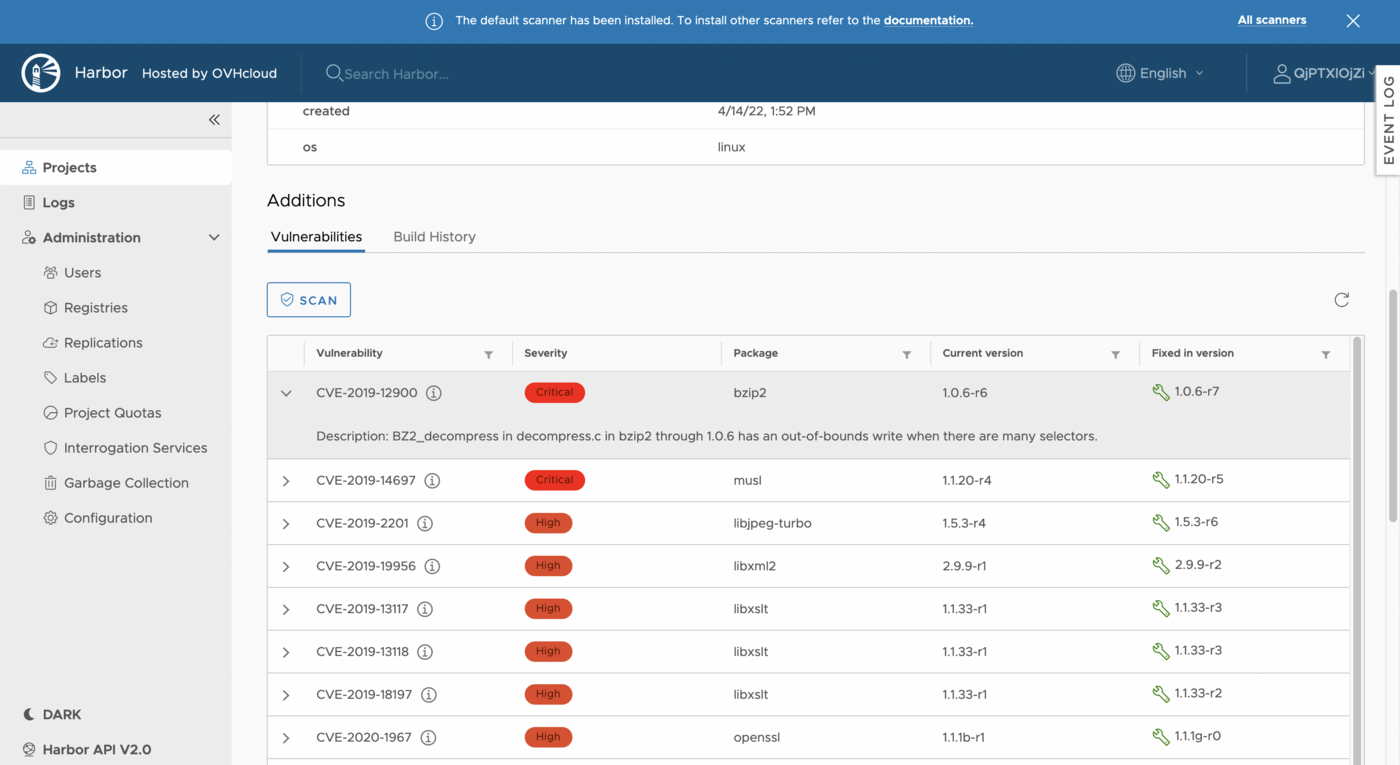 The default scanner has been installed. To install other scanners refer to the documentation.
All scanners
Harbor Hosted by OVHcloud
Search Harbor...
English
QjPTXIOjZi
EVENT LOG
created 4/14/22, 1:52 PM
os linux
Projects
Logs
Administration
Users
Registries
Replications
Labels
Project Quotas
Interrogation Services
Garbage Collection
Configuration
DARK
Harbor API V2.0
Additions
Vulnerabilities Build History
SCAN
Vulnerability Severity Package Current version Fixed in version
CVE-2019-12900 Critical bzip2 1.0.6-r6 1.0.6-r7
Description: BZ2_decompress in decompress.c in bzip2 through 1.0.6 has an out-of-bounds write when there are many selectors.
CVE-2019-14697 Critical musl 1.1.20-r4 1.1.20-r5
CVE-2019-2201 High libjpeg-turbo 1.5.3-r4 1.5.3-r6
CVE-2019-19956 High libxml2 2.9.9-r1 2.9.9-r2
CVE-2019-13117 High libxslt 1.1.33-r1 1.1.33-r3
CVE-2019-13118 High libxslt 1.1.33-r1 1.1.33-r3
CVE-2019-18197 High libxslt 1.1.33-r1 1.1.33-r2
CVE-2020-1967 High openssl 1.1.1b-r1 1.1.1g-r0